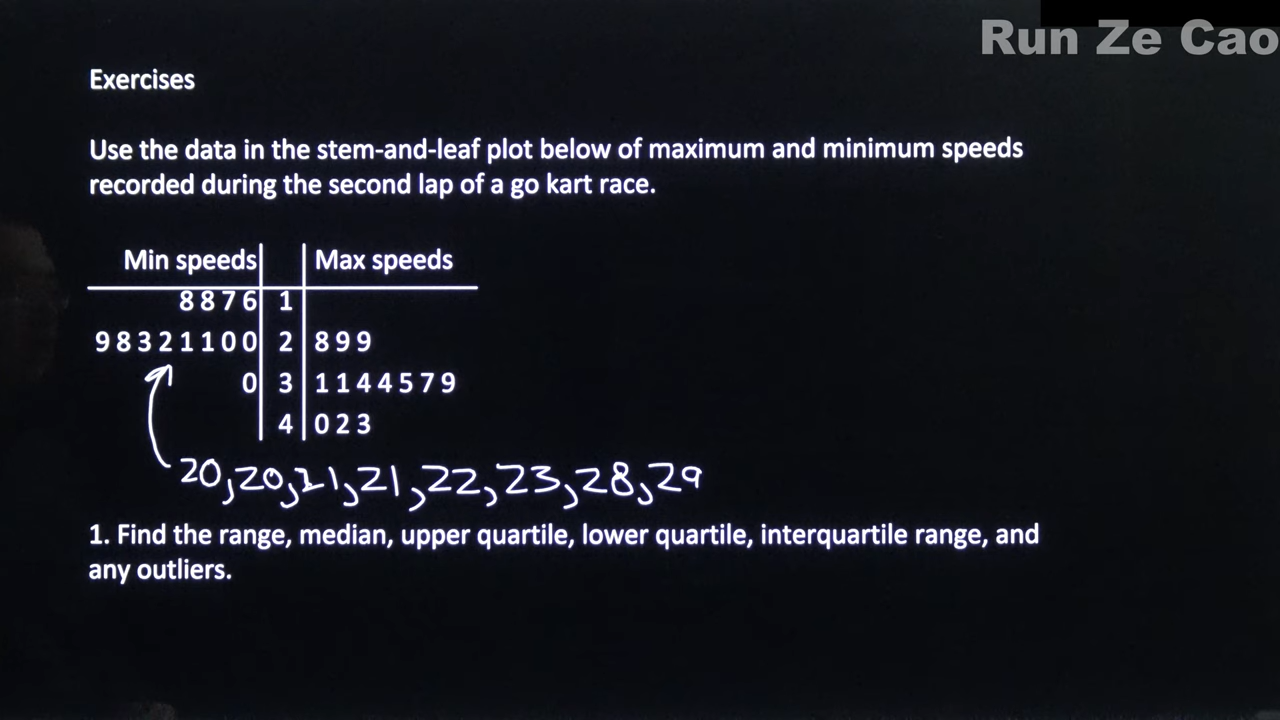 Run Ze Cao
Exercises
Use the data in the stem-and-leaf plot below of maximum and minimum speeds
recorded during the second lap of a go kart race.
Min speeds Max speeds
8 8 7 6 1
9 8 3 2 1 1 0 0 2 8 9 9
0 3 1 1 4 4 5 7 9
4 0 2 3
20, 20, 21, 21, 22, 23, 28, 29
1. Find the range, median, upper quartile, lower quartile, interquartile range, and
any outliers.